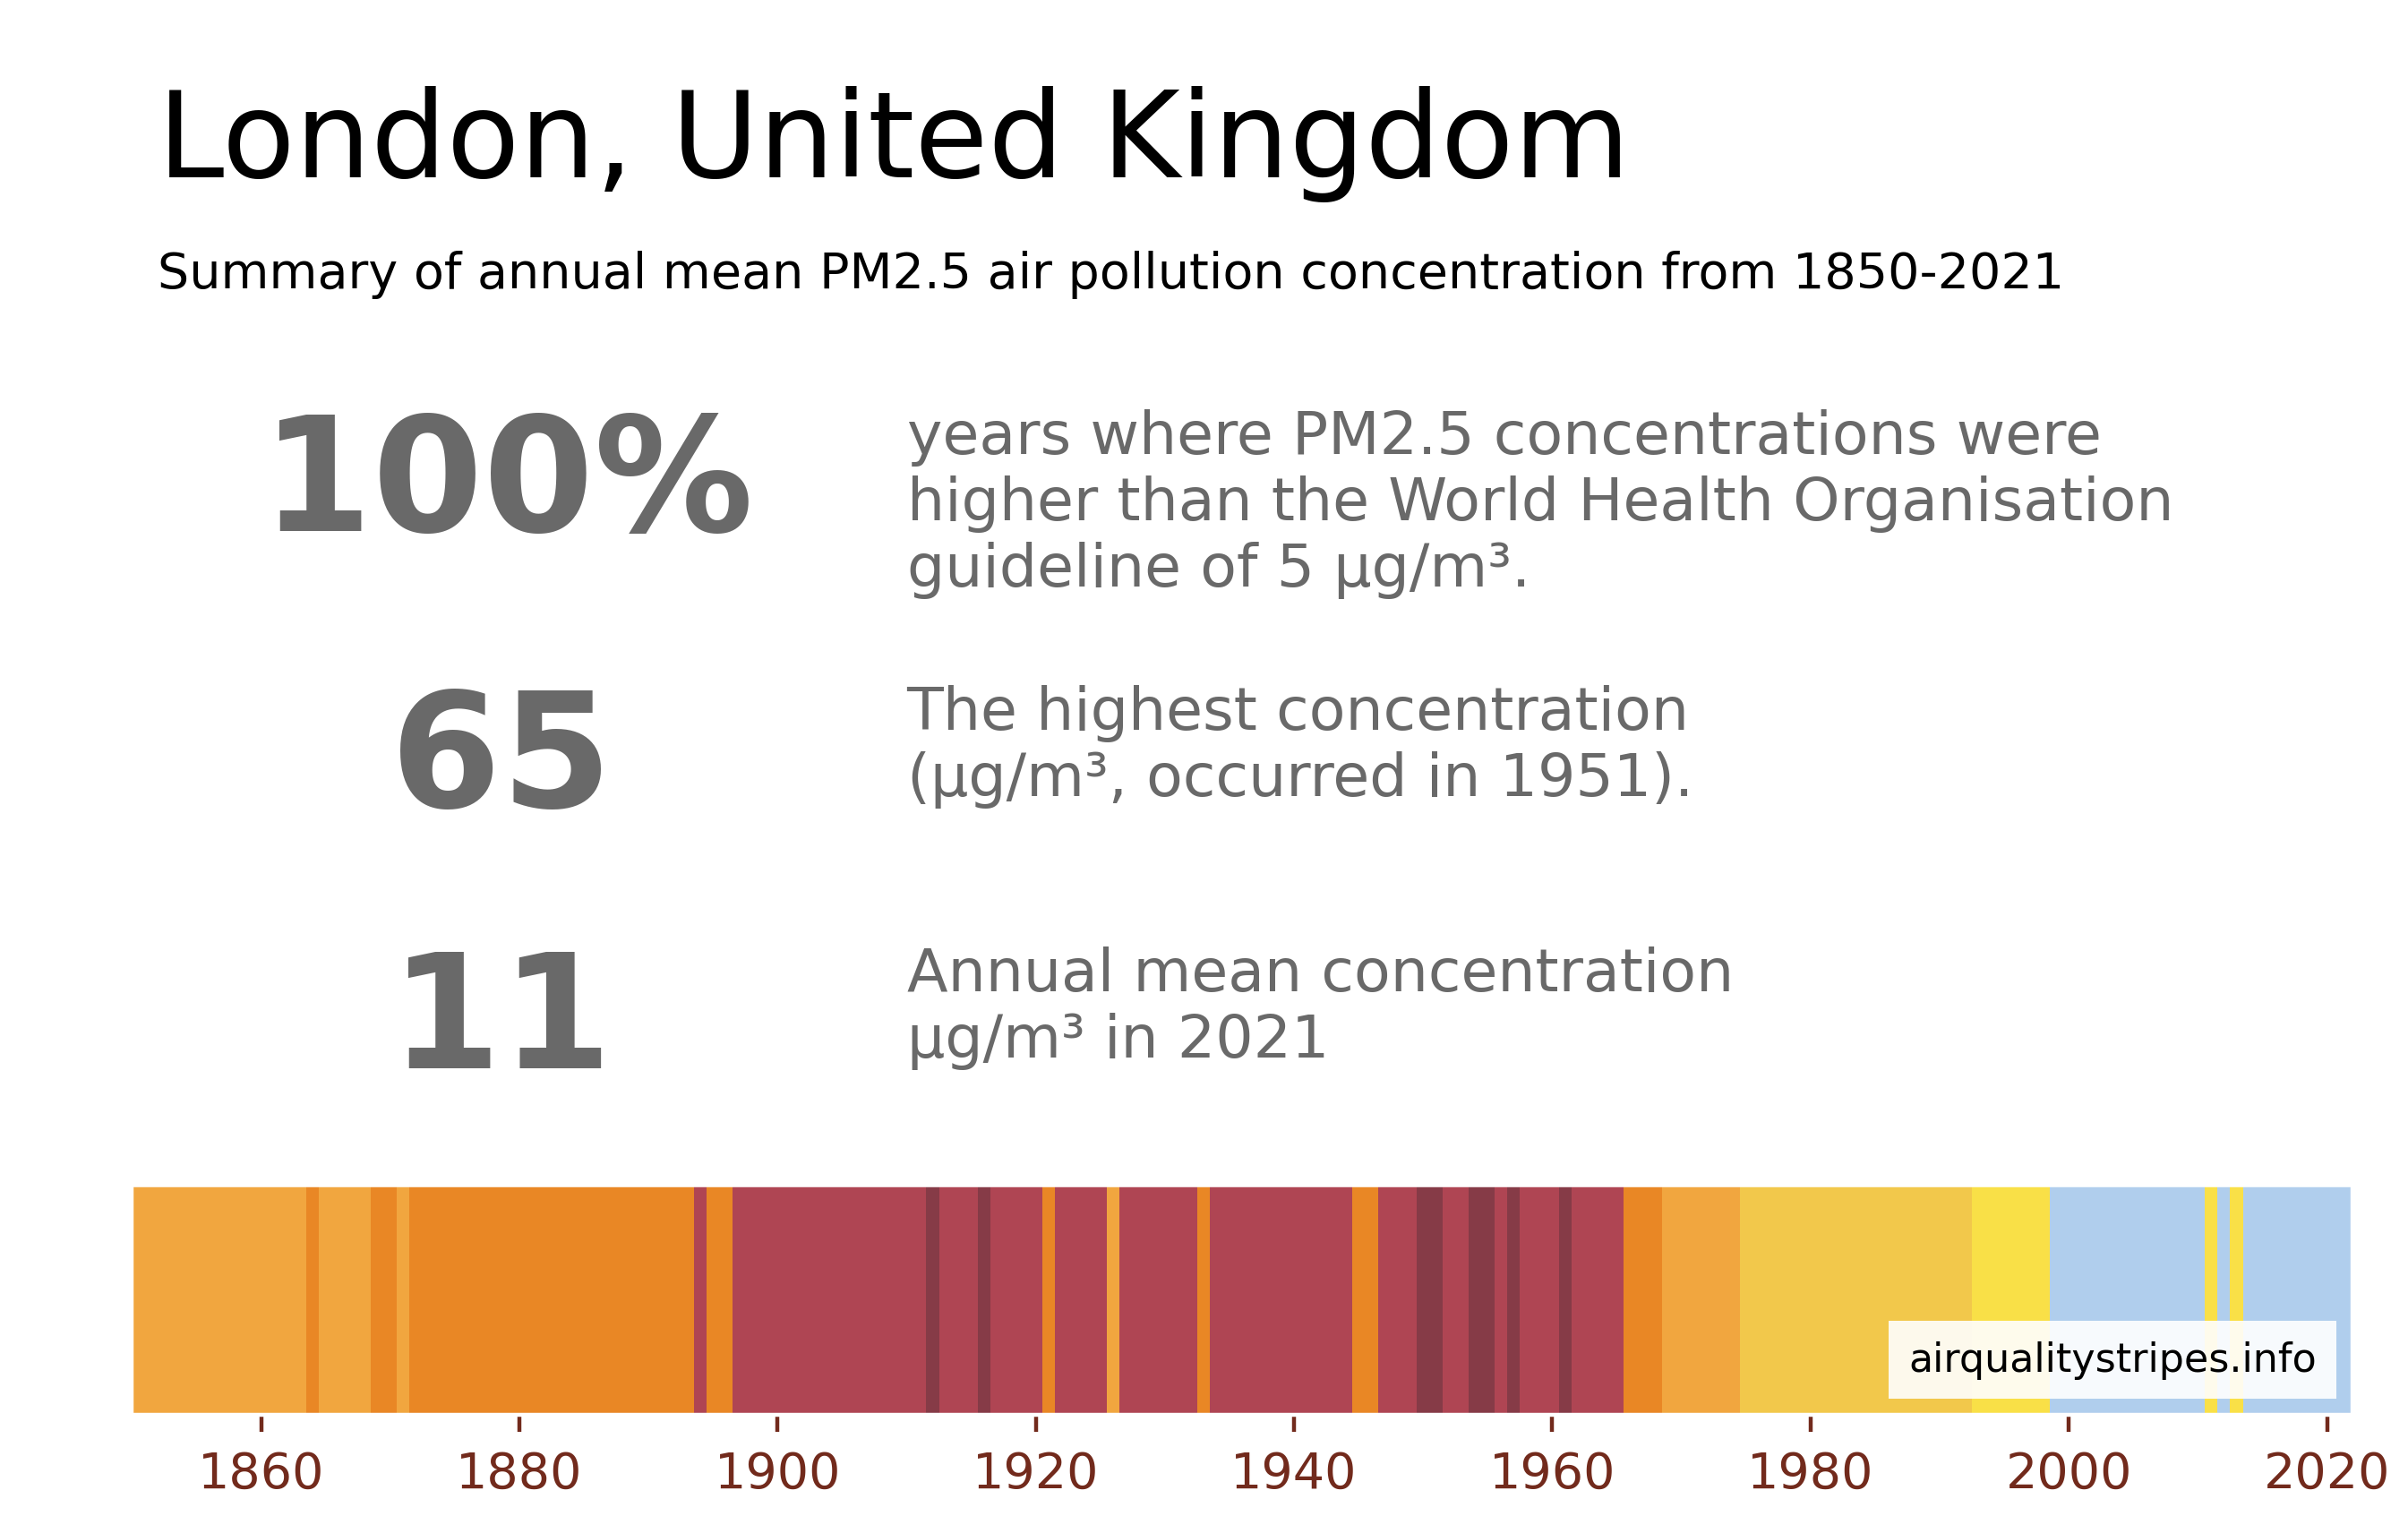 London, United Kingdom
Summary of annual mean PM2.5 air pollution concentration from 1850-2021
100%
years where PM2.5 concentrations were
higher than the World Health Organisation
guideline of 5 µg/m³.
65
The highest concentration
(µg/m³, occurred in 1951).
11
Annual mean concentration
µg/m³ in 2021
airqualitystripes.info
1860 1880 1900 1920 1940 1960 1980 2000 2020